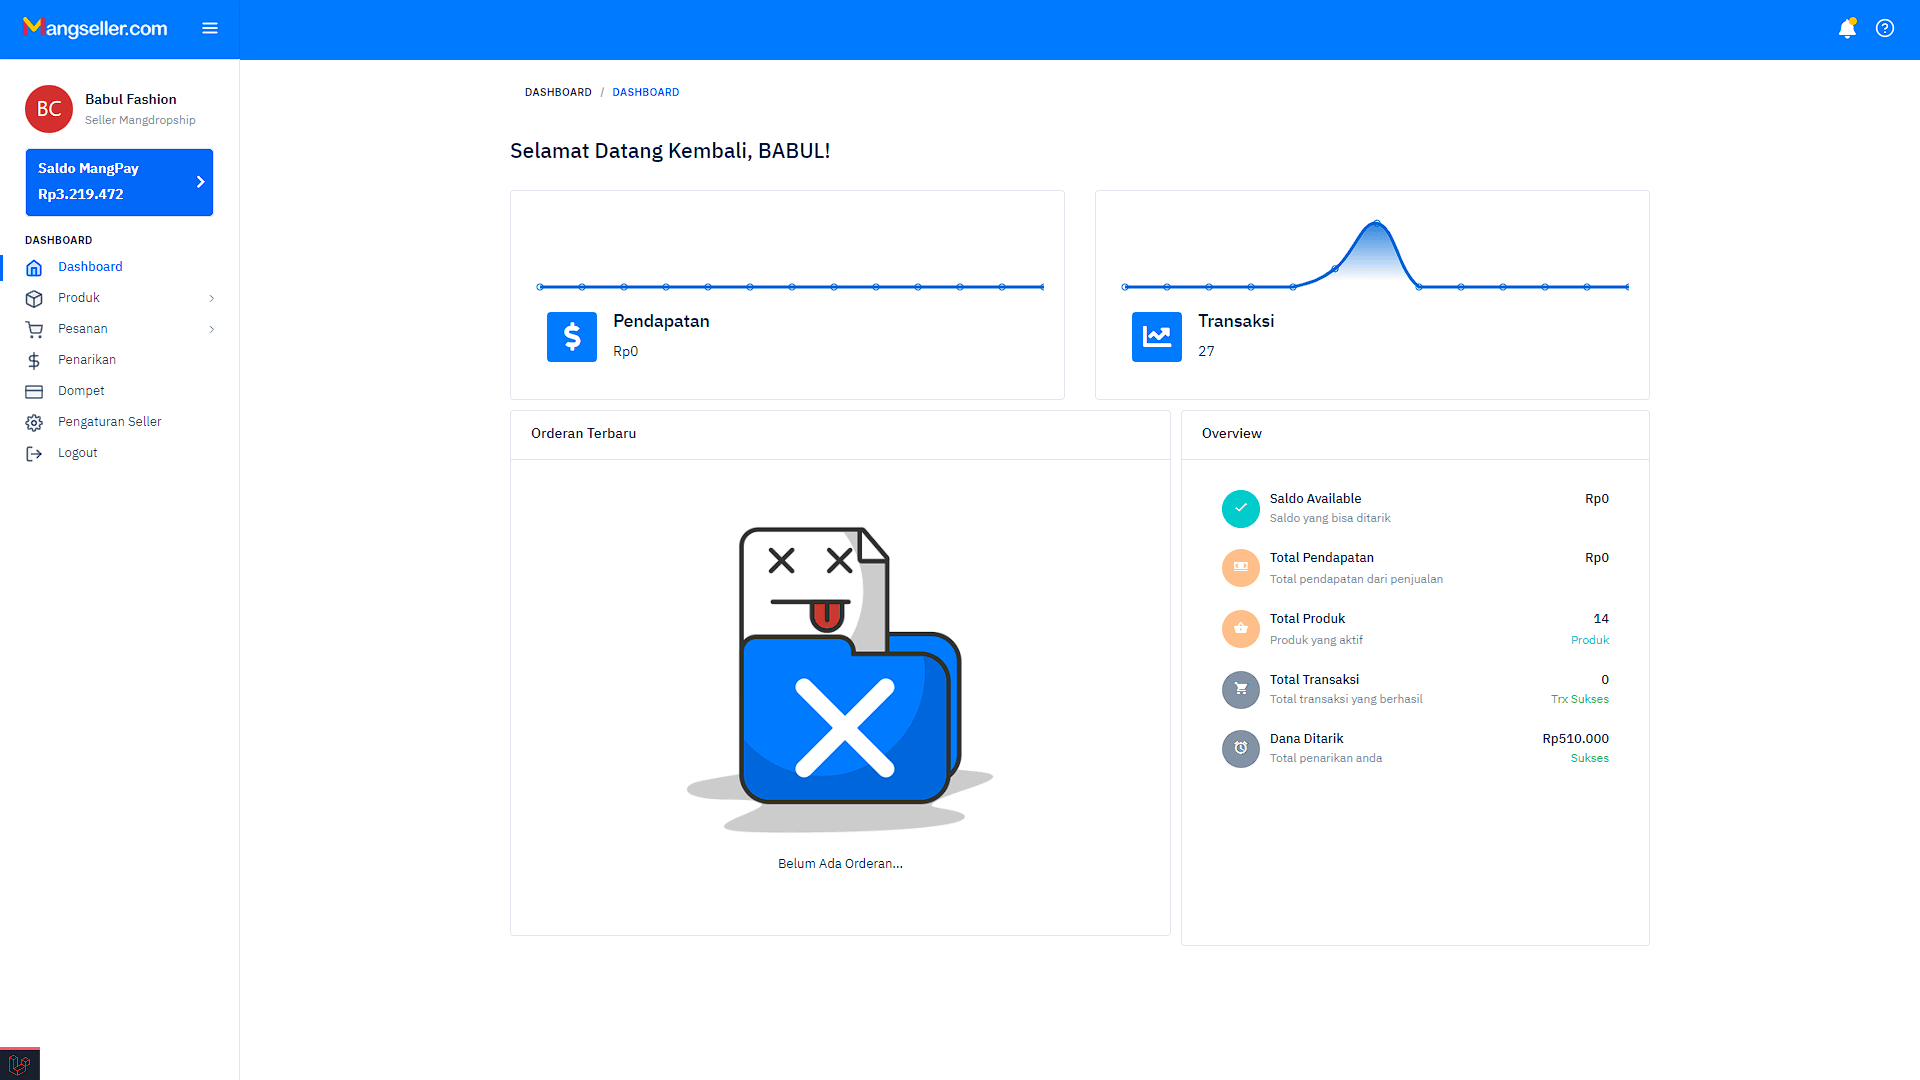 Mangseller.com
BC
Babul Fashion
Seller Mangdropship
Saldo MangPay
Rp3.219.472
DASHBOARD
Dashboard
Produk
Pesanan
Penarikan
Dompet
Pengaturan Seller
Logout
DASHBOARD / DASHBOARD
Selamat Datang Kembali, BABUL!
Pendapatan
Rp0
Transaksi
27
Orderan Terbaru
Belum Ada Orderan...
Overview
Saldo Available Rp0
Saldo yang bisa ditarik
Total Pendapatan Rp0
Total pendapatan dari penjualan
Total Produk 14
Produk yang aktif Produk
Total Transaksi 0
Total transaksi yang berhasil Trx Sukses
Dana Ditarik Rp510.000
Total penarikan anda Sukses